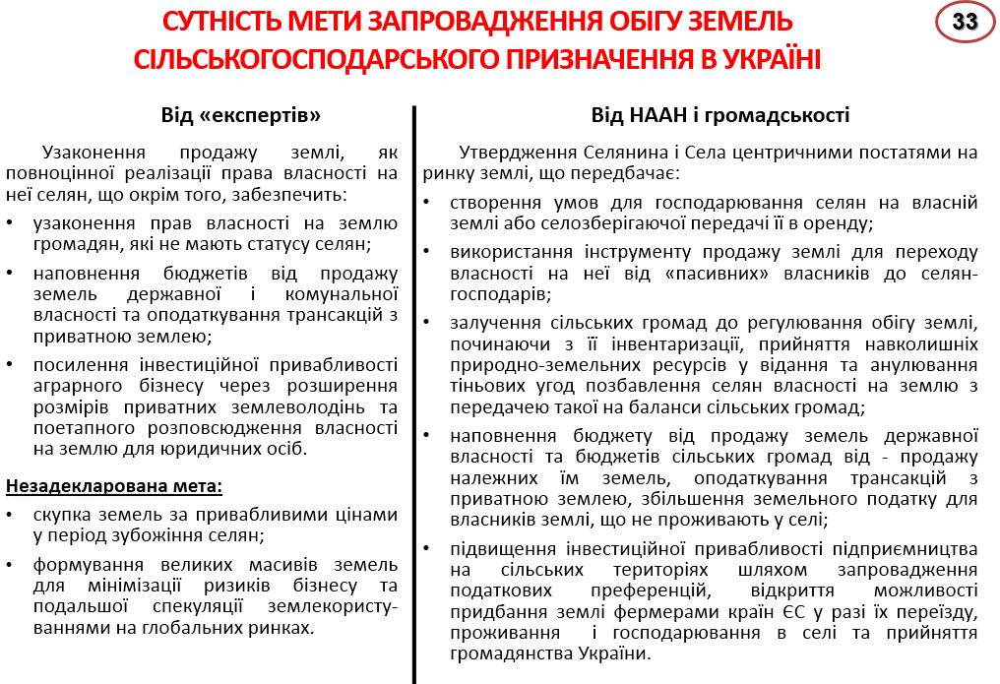 СУТНІСТЬ МЕТИ ЗАПРОВАДЖЕННЯ ОБІГУ ЗЕМЕЛЬ
СІЛЬСЬКОГОСПОДАРСЬКОГО ПРИЗНАЧЕННЯ В УКРАЇНІ
33
Від «експертів»
Узаконення продажу землі, як
повноцінної реалізації права власності на
неї селян, що окрім того, забезпечить:
• узаконення прав власності на землю
громадян, які не мають статусу селян;
• наповнення бюджетів від продажу
земель державної і комунальної
власності та оподаткування трансакцій з
приватною землею;
• посилення інвестиційної привабливості
аграрного бізнесу через розширення
розмірів приватних землеволодінь та
поетапного розповсюдження власності
на землю для юридичних осіб.
Незадекларована мета:
• скупка земель за привабливими цінами
у період зубожіння селян;
• формування великих масивів земель
для мінімізації ризиків бізнесу та
подальшої спекуляції землекористу-
ваннями на глобальних ринках.
Від НААН і громадськості
Утвердження Селянина і Села центричними постатями на
ринку землі, що передбачає:
• створення умов для господарювання селян на власній
землі або селозберігаючої передачі її в оренду;
• використання інструменту продажу землі для переходу
власності на неї від «пасивних» власників до селян-
господарів;
• залучення сільських громад до регулювання обігу землі,
починаючи з її інвентаризації, прийняття навколишніх
природно-земельних ресурсів у відання та анулювання
тіньових угод позбавлення селян власності на землю з
передачею такої на баланси сільських громад;
• наповнення бюджету від продажу земель державної
власності та бюджетів сільських громад від - продажу
належних їм земель, оподаткування трансакцій з
приватною землею, збільшення земельного податку для
власників землі, що не проживають у селі;
• підвищення інвестиційної привабливості підприємництва
на сільських територіях шляхом запровадження
податкових преференцій, відкриття можливості
придбання землі фермерами країн ЄС у разі їх переїзду,
проживання і господарювання в селі та прийняття
громадянства України.